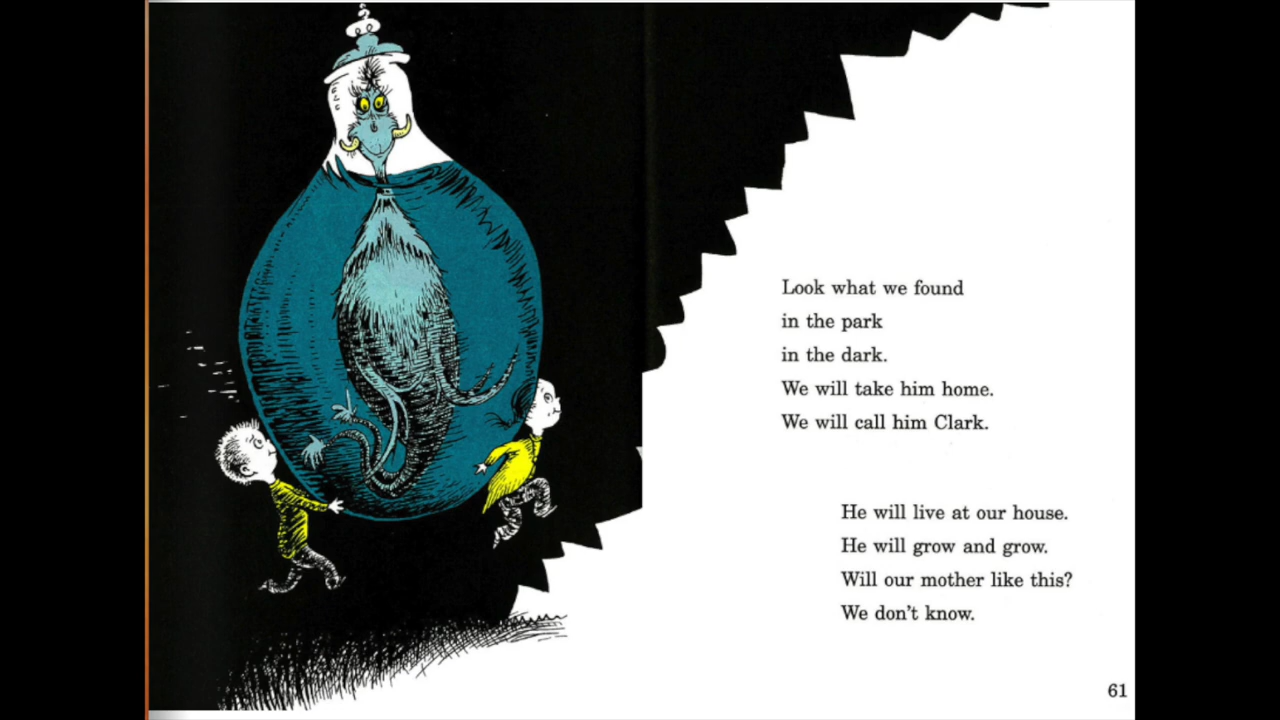 Look what we found
in the park
in the dark.
We will take him home.
We will call him Clark.
He will live at our house.
He will grow and grow.
Will our mother like this?
We don't know.
61